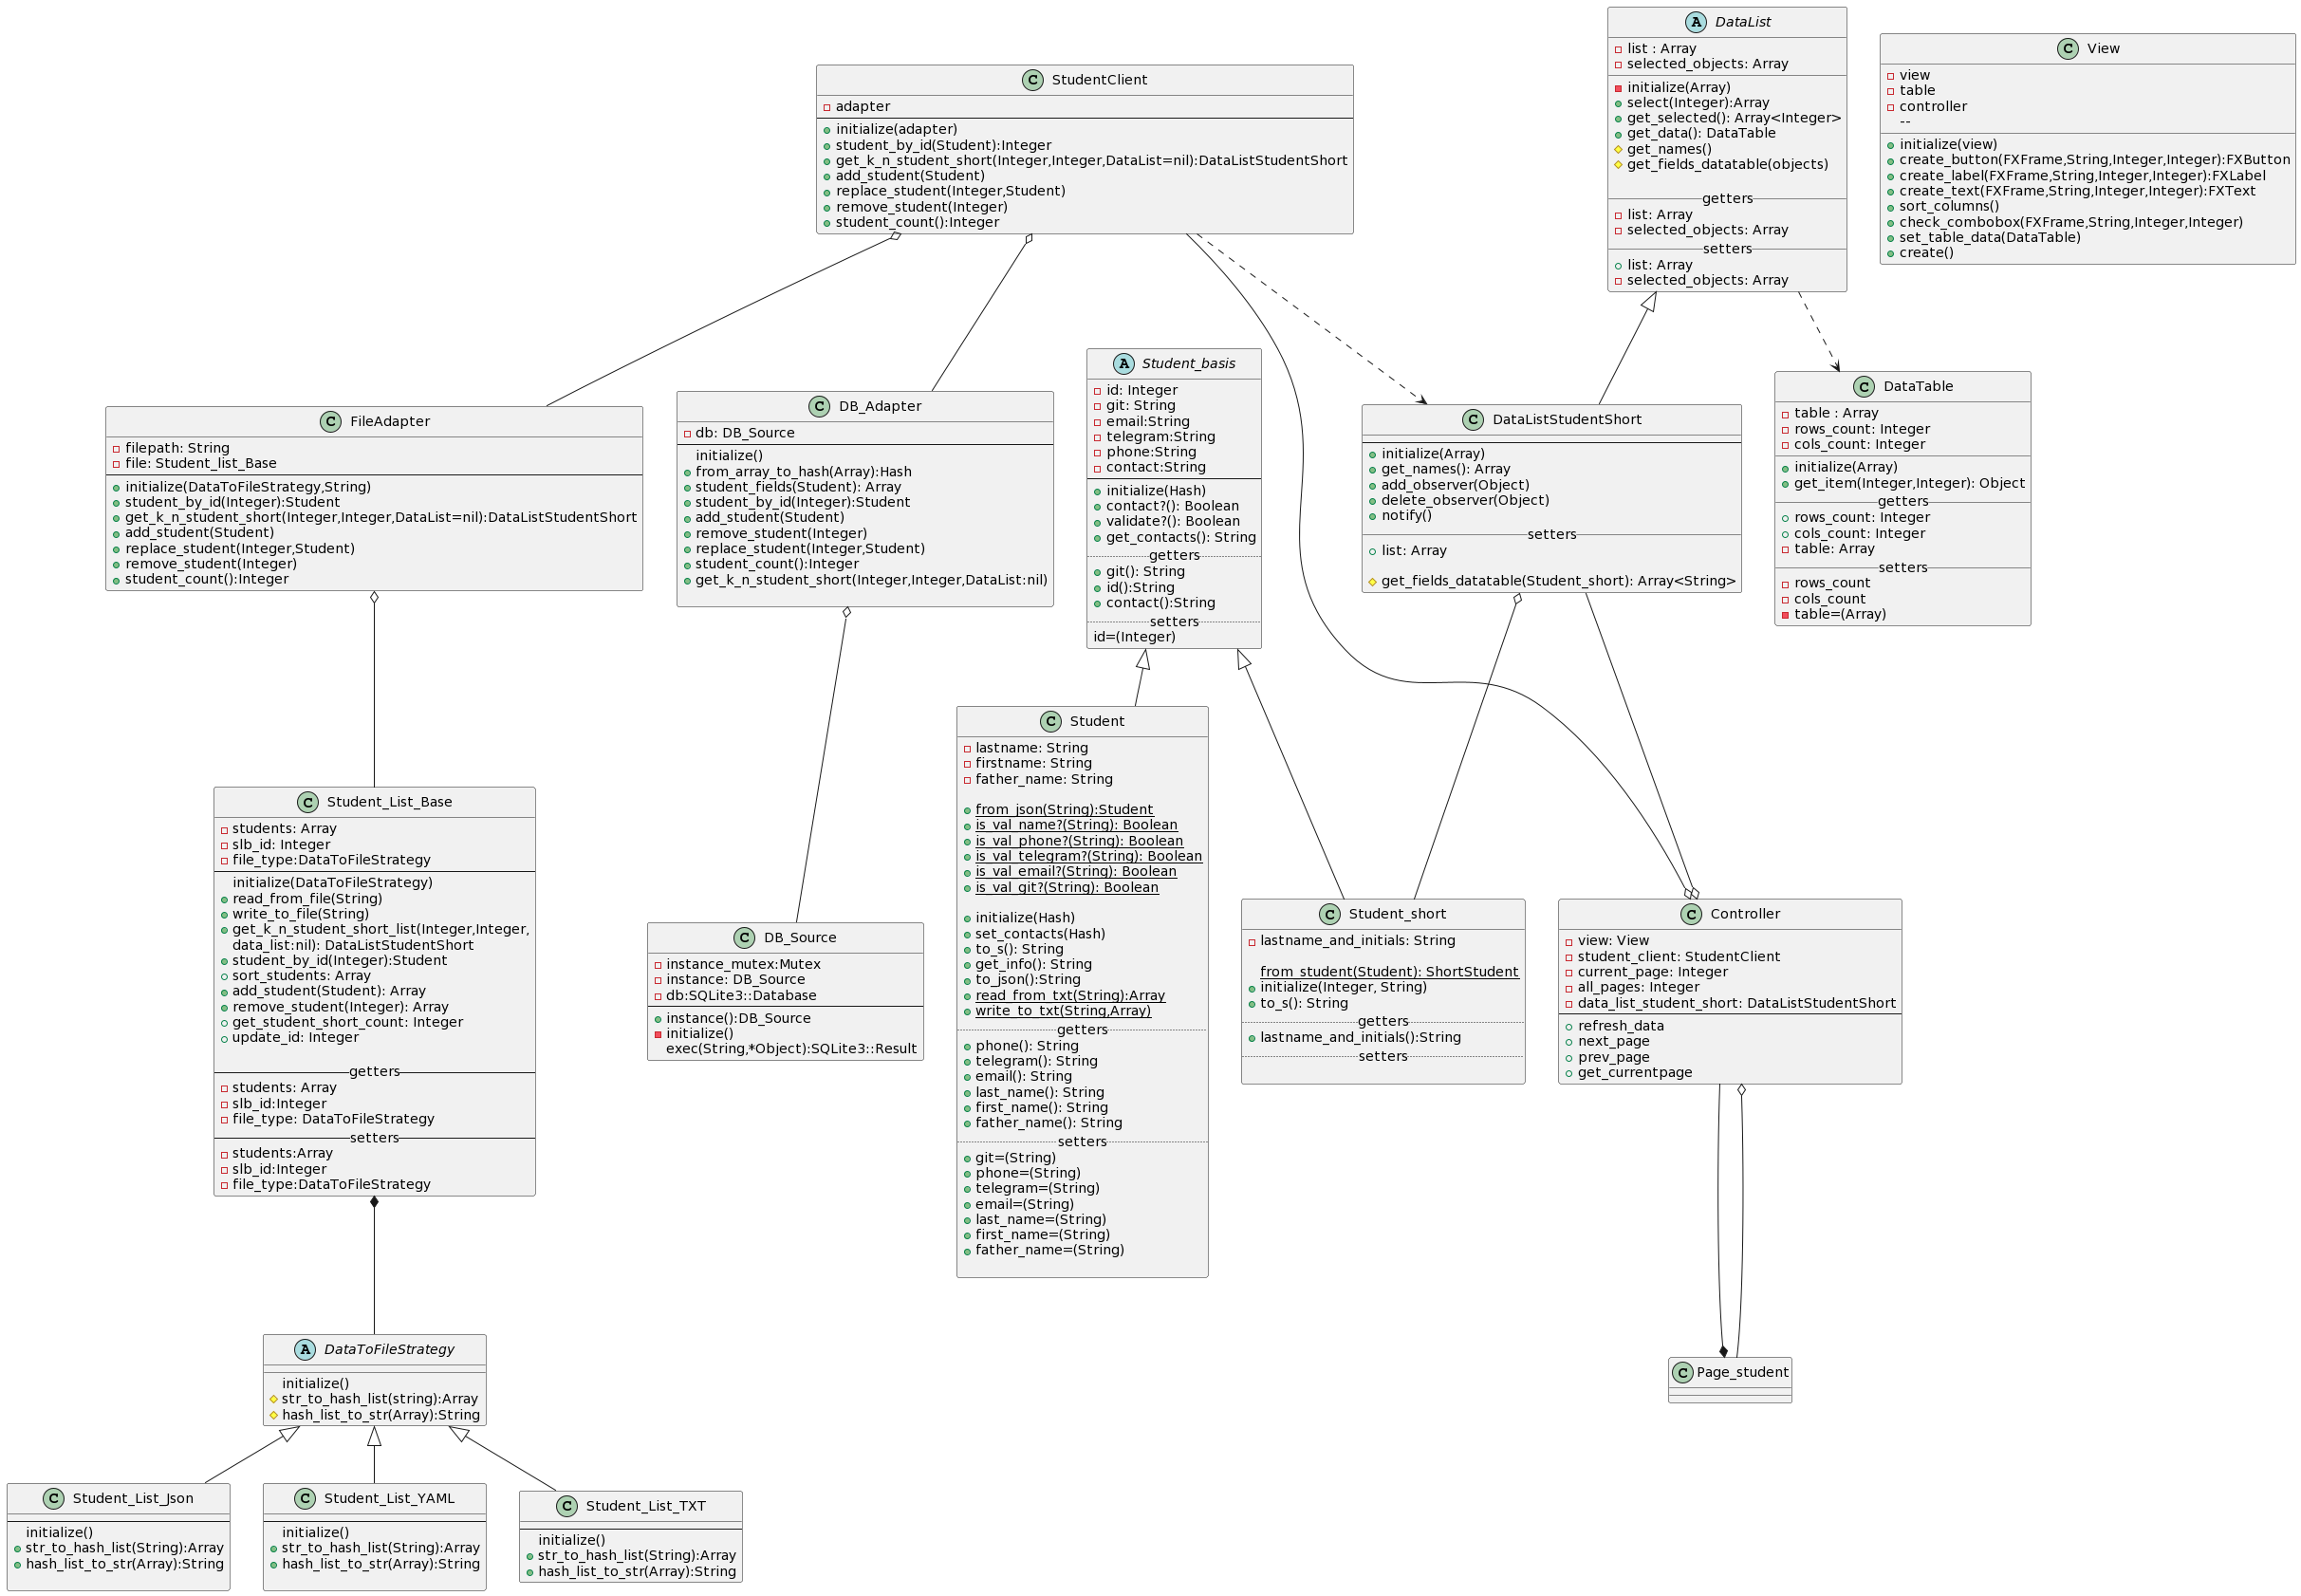 A DataList
list : Array
selected_objects: Array
initialize(Array)
select(Integer):Array
get_selected(): Array<Integer>
get_data(): DataTable
get_names()
get_fields_datatable(objects)
getters
list: Array
selected_objects: Array
setters
list: Array
selected_objects: Array
C View
view
table
controller
--
initialize(view)
create_button(FXFrame,String,Integer,Integer):FXButton
create_label(FXFrame,String,Integer,Integer):FXLabel
create_text(FXFrame,String,Integer,Integer):FXText
sort_columns()
check_combobox(FXFrame,String,Integer,Integer)
set_table_data(DataTable)
create()
C StudentClient
adapter
initialize(adapter)
student_by_id(Student):Integer
get_k_n_student_short(Integer,Integer,DataList=nil):DataListStudentShort
add_student(Student)
replace_student(Integer,Student)
remove_student(Integer)
student_count():Integer
C FileAdapter
filepath: String
file: Student_list_Base
initialize(DataToFileStrategy,String)
student_by_id(Integer):Student
get_k_n_student_short(Integer,Integer,DataList=nil):DataListStudentShort
add_student(Student)
replace_student(Integer,Student)
remove_student(Integer)
student_count():Integer
C DB_Adapter
db: DB_Source
initialize()
from_array_to_hash(Array):Hash
student_fields(Student): Array
student_by_id(Integer):Student
add_student(Student)
remove_student(Integer)
replace_student(Integer,Student)
student_count():Integer
get_k_n_student_short(Integer,Integer,DataList:nil)
A Student_basis
id: Integer
git: String
email:String
telegram:String
phone:String
contact:String
initialize(Hash)
contact?(): Boolean
validate?(): Boolean
get_contacts(): String
getters
git(): String
id():String
contact():String
setters
id=(Integer)
C DataListStudentShort
initialize(Array)
get_names(): Array
add_observer(Object)
delete_observer(Object)
notify()
setters
list: Array
get_fields_datatable(Student_short): Array<String>
C DataTable
table : Array
rows_count: Integer
cols_count: Integer
initialize(Array)
get_item(Integer,Integer): Object
getters
rows_count: Integer
cols_count: Integer
table: Array
setters
rows_count
cols_count
table=(Array)
C Student_List_Base
students: Array
slb_id: Integer
file_type:DataToFileStrategy
initialize(DataToFileStrategy)
read_from_file(String)
write_to_file(String)
get_k_n_student_short_list(Integer,Integer,
data_list:nil): DataListStudentShort
student_by_id(Integer):Student
sort_students: Array
add_student(Student): Array
remove_student(Integer): Array
get_student_short_count: Integer
update_id: Integer
getters
students: Array
slb_id:Integer
file_type: DataToFileStrategy
setters
students:Array
slb_id:Integer
file_type:DataToFileStrategy
C DB_Source
instance_mutex:Mutex
instance: DB_Source
db:SQLite3::Database
instance():DB_Source
initialize()
exec(String,*Object):SQLite3::Result
C Student
lastname: String
firstname: String
father_name: String
from_json(String):Student
is_val_name?(String): Boolean
is_val_phone?(String): Boolean
is_val_telegram?(String): Boolean
is_val_email?(String): Boolean
is_val_git?(String): Boolean
initialize(Hash)
set_contacts(Hash)
to_s(): String
get_info(): String
to_json():String
read_from_txt(String):Array
write_to_txt(String,Array)
getters
phone(): String
telegram(): String
email(): String
last_name(): String
first_name(): String
father_name(): String
setters
git=(String)
phone=(String)
telegram=(String)
email=(String)
last_name=(String)
first_name=(String)
father_name=(String)
C Student_short
lastname_and_initials: String
from_student(Student): ShortStudent
initialize(Integer, String)
to_s(): String
getters
lastname_and_initials():String
setters
C Controller
view: View
student_client: StudentClient
current_page: Integer
all_pages: Integer
data_list_student_short: DataListStudentShort
refresh_data
next_page
prev_page
get_currentpage
A DataToFileStrategy
initialize()
str_to_hash_list(string):Array
hash_list_to_str(Array):String
C Page_student
C Student_List_Json
initialize()
str_to_hash_list(String):Array
hash_list_to_str(Array):String
C Student_List_YAML
initialize()
str_to_hash_list(String):Array
hash_list_to_str(Array):String
C Student_List_TXT
initialize()
str_to_hash_list(String):Array
hash_list_to_str(Array):String